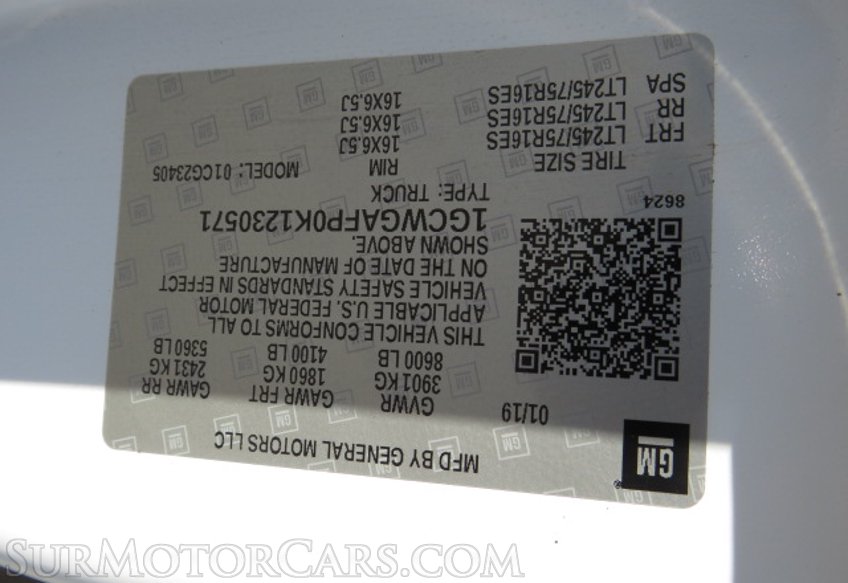 GM
MFD BY GENERAL MOTORS LLC
01/19
GVWR GAWR FRT GAWR RR
3901 KG 1860 KG 2431 KG
8600 LB 4100 LB 5360 LB
THIS VEHICLE CONFORMS TO ALL
APPLICABLE U.S. FEDERAL MOTOR
VEHICLE SAFETY STANDARDS IN EFFECT
ON THE DATE OF MANUFACTURE
SHOWN ABOVE.
1GCWGAFP0K1230571
8624
TYPE: TRUCK
MODEL: 01CG23405
TIRE SIZE RIM
FRT LT245/75R16ES 16X6.5J
RR LT245/75R16ES 16X6.5J
SPA LT245/75R16ES 16X6.5J
SURMOTORCARS.COM